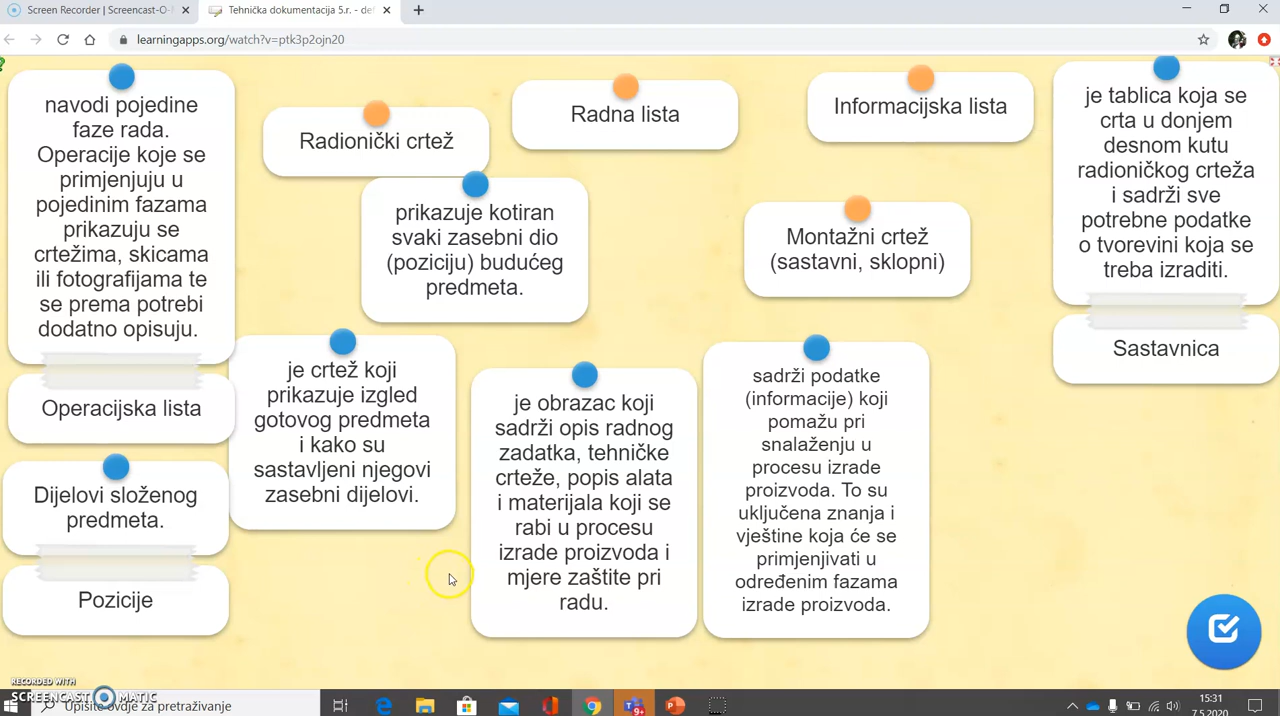 Screen Recorder | Screencast-O-
Tehnička dokumentacija 5.r. - def
learningapps.org/watch?v=ptk3p2ojn20
navodi pojedine
faze rada.
Operacije koje se
primjenjuju u
pojedinim fazama
prikazuju se
crtežima, skicama
ili fotografijama te
se prema potrebi
dodatno opisuju.
Operacijska lista
Dijelovi složenog
predmeta.
Pozicije
Radionički crtež
prikazuje kotiran
svaki zasebni dio
(poziciju) budućeg
predmeta.
je crtež koji
prikazuje izgled
gotovog predmeta
i kako su
sastavljeni njegovi
zasebni dijelovi.
Radna lista
je obrazac koji
sadrži opis radnog
zadatka, tehničke
crteže, popis alata
i materijala koji se
rabi u procesu
izrade proizvoda i
mjere zaštite pri
radu.
Informacijska lista
Montažni crtež
(sastavni, sklopni)
sadrži podatke
(informacije) koji
pomažu pri
snalaženju u
procesu izrade
proizvoda. To su
uključena znanja i
vještine koja će se
primjenjivati u
određenim fazama
izrade proizvoda.
je tablica koja se
crta u donjem
desnom kutu
radioničkog crteža
i sadrži sve
potrebne podatke
o tvorevini koja se
treba izraditi.
Sastavnica
RECORDED WITH
SCREENCAST MATIC
Upišite ovdje za pretraživanje
9+
15:31
7.5.2020